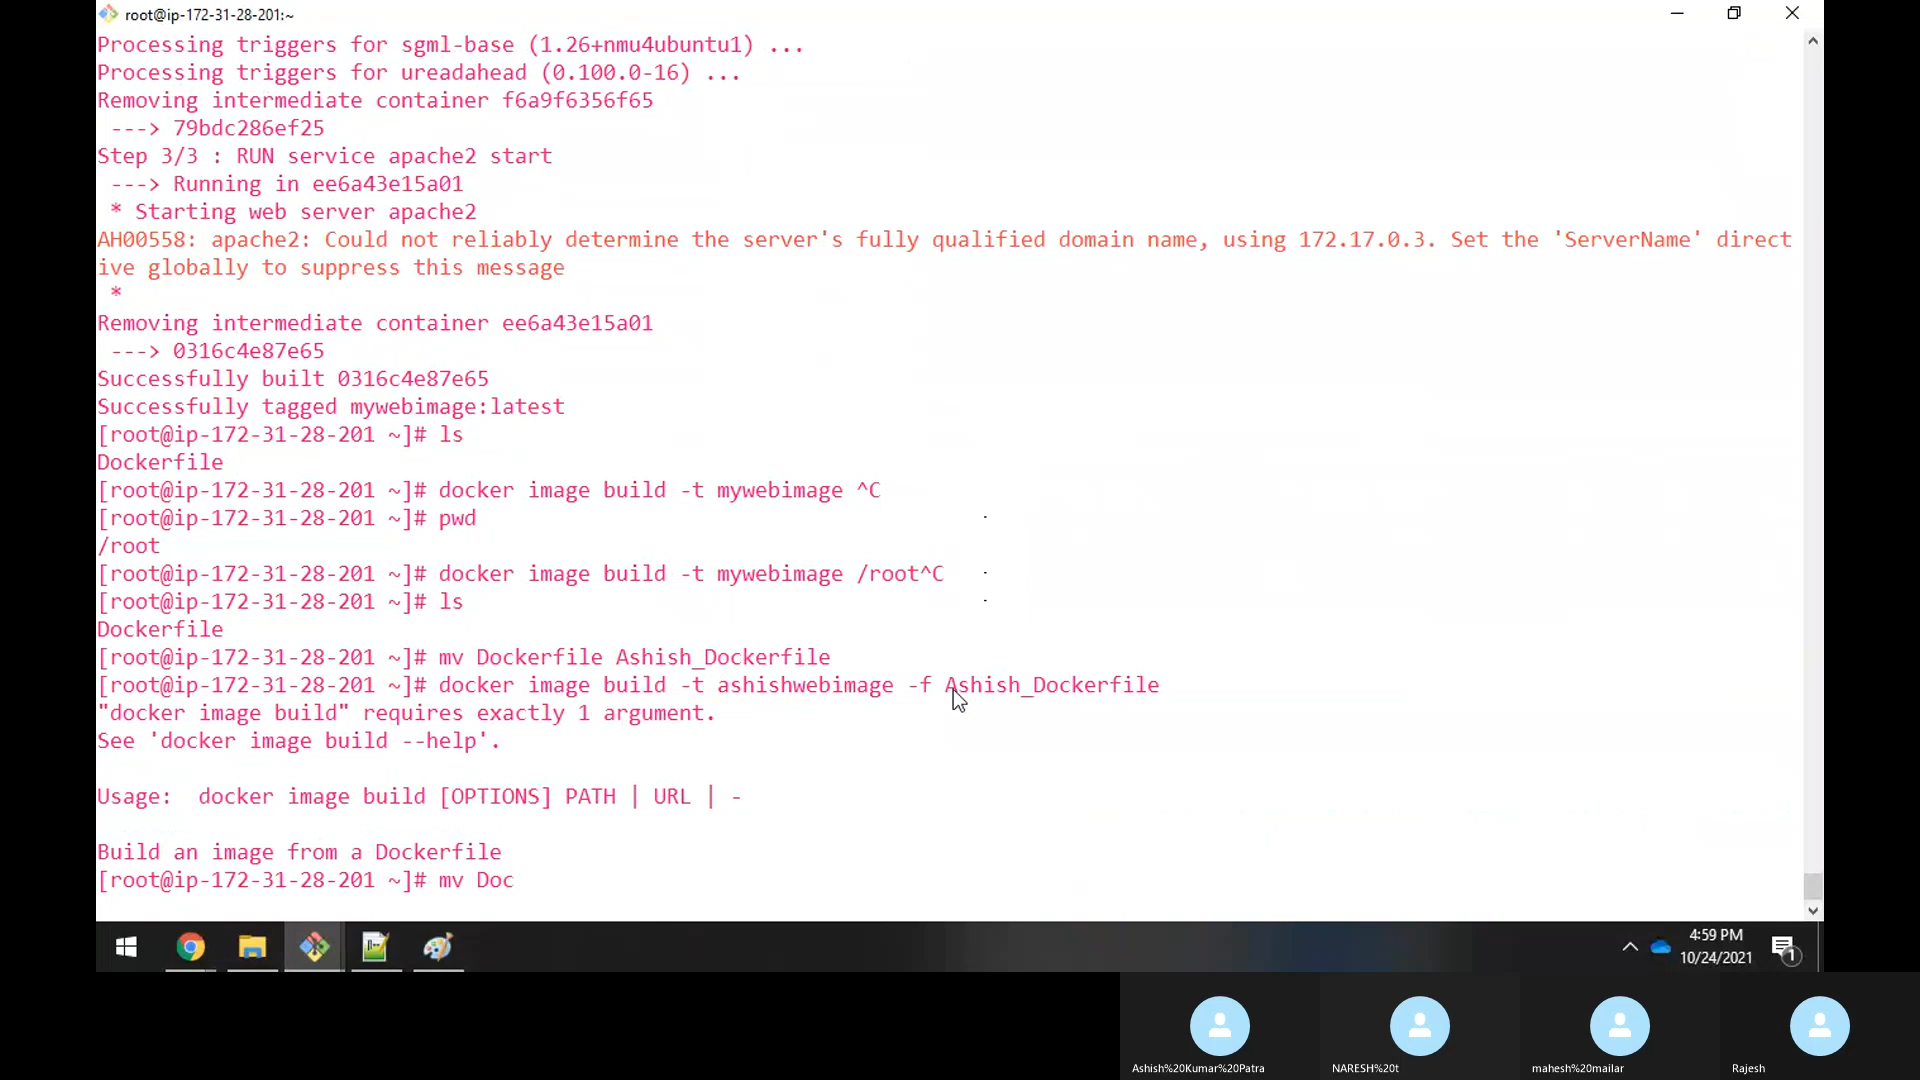 root@ip-172-31-28-201:~
Processing triggers for sgml-base (1.26+nmu4ubuntu1) ...
Processing triggers for ureadahead (0.100.0-16) ...
Removing intermediate container f6a9f6356f65
---> 79bdc286ef25
Step 3/3 : RUN service apache2 start
---> Running in ee6a43e15a01
* Starting web server apache2
AH00558: apache2: Could not reliably determine the server's fully qualified domain name, using 172.17.0.3. Set the 'ServerName' direct
ive globally to suppress this message
*
Removing intermediate container ee6a43e15a01
---> 0316c4e87e65
Successfully built 0316c4e87e65
Successfully tagged mywebimage:latest
[root@ip-172-31-28-201 ~]# ls
Dockerfile
[root@ip-172-31-28-201 ~]# docker image build -t mywebimage ^C
[root@ip-172-31-28-201 ~]# pwd
/root
[root@ip-172-31-28-201 ~]# docker image build -t mywebimage /root^C
[root@ip-172-31-28-201 ~]# ls
Dockerfile
[root@ip-172-31-28-201 ~]# mv Dockerfile Ashish_Dockerfile
[root@ip-172-31-28-201 ~]# docker image build -t ashishwebimage -f Ashish_Dockerfile
"docker image build" requires exactly 1 argument.
See 'docker image build --help'.
Usage:  docker image build [OPTIONS] PATH | URL | -
Build an image from a Dockerfile
[root@ip-172-31-28-201 ~]# mv Doc
4:59 PM
10/24/2021
1
Ashish%20Kumar%20Patra
NARESH%20t
mahesh%20mailar
Rajesh